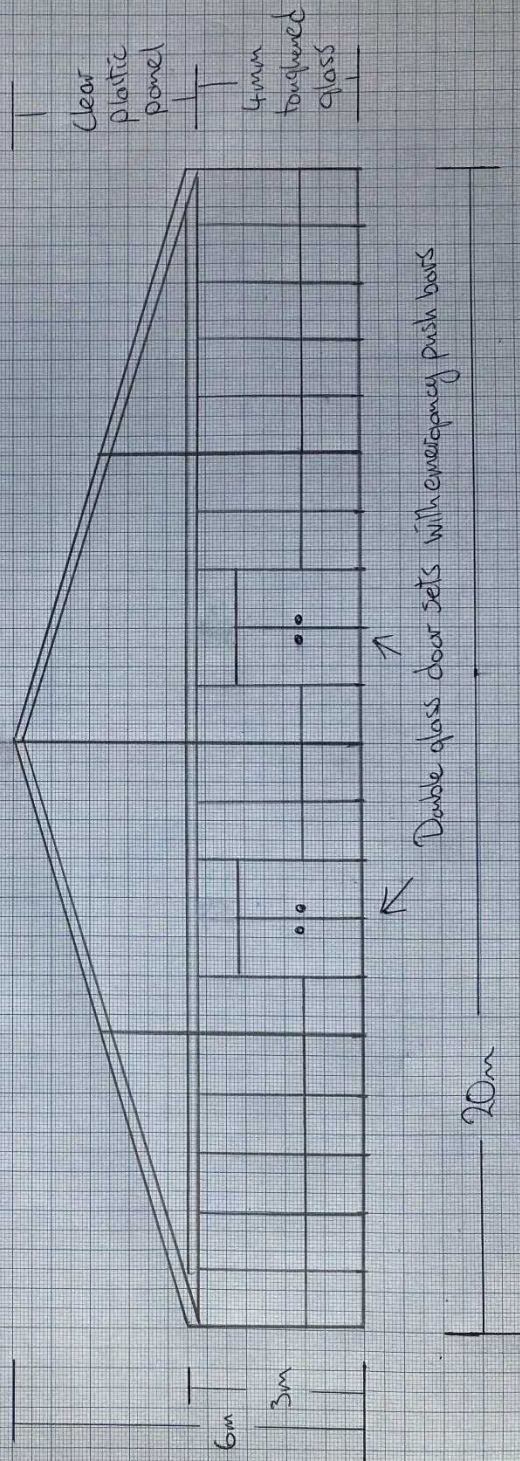 Clear
plastic
panel
4mm
toughened
glass
6m
3m
Double glass door sets with emergency push bars
20m